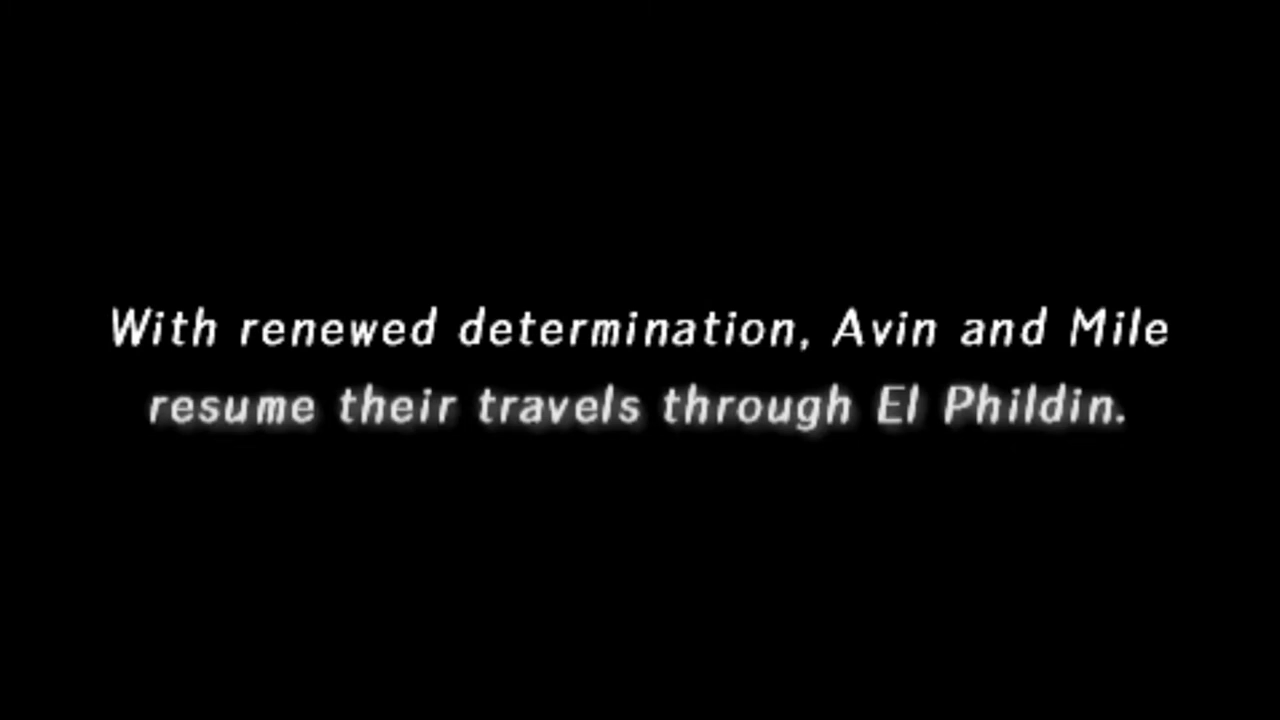 With renewed determination, Avin and Mile
resume their travels through El Phildin.